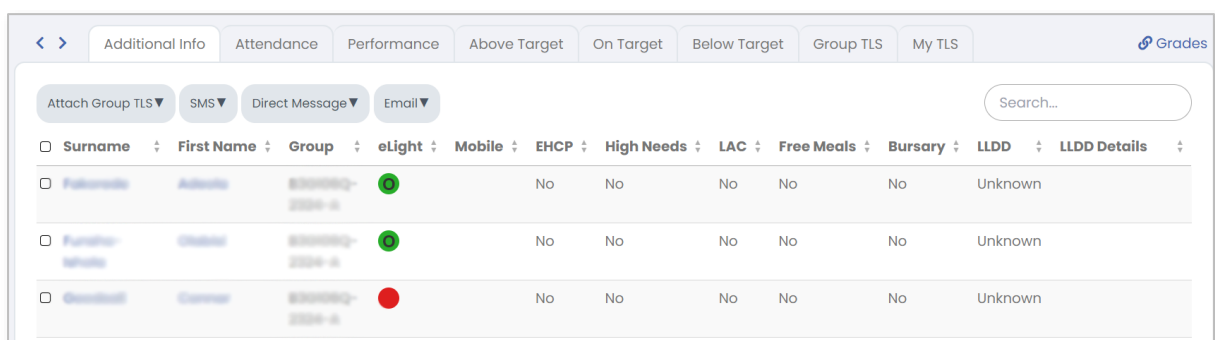 Additional Info Attendance Performance Above Target On Target Below Target Group TLS My TLS Grades
Attach Group TLS▼ SMS▼ Direct Message▼ Email▼ Search...
Surname First Name Group eLight Mobile EHCP High Needs LAC Free Meals Bursary LLDD LLDD Details
O No No No No No Unknown
O No No No No No Unknown
No No No No No Unknown